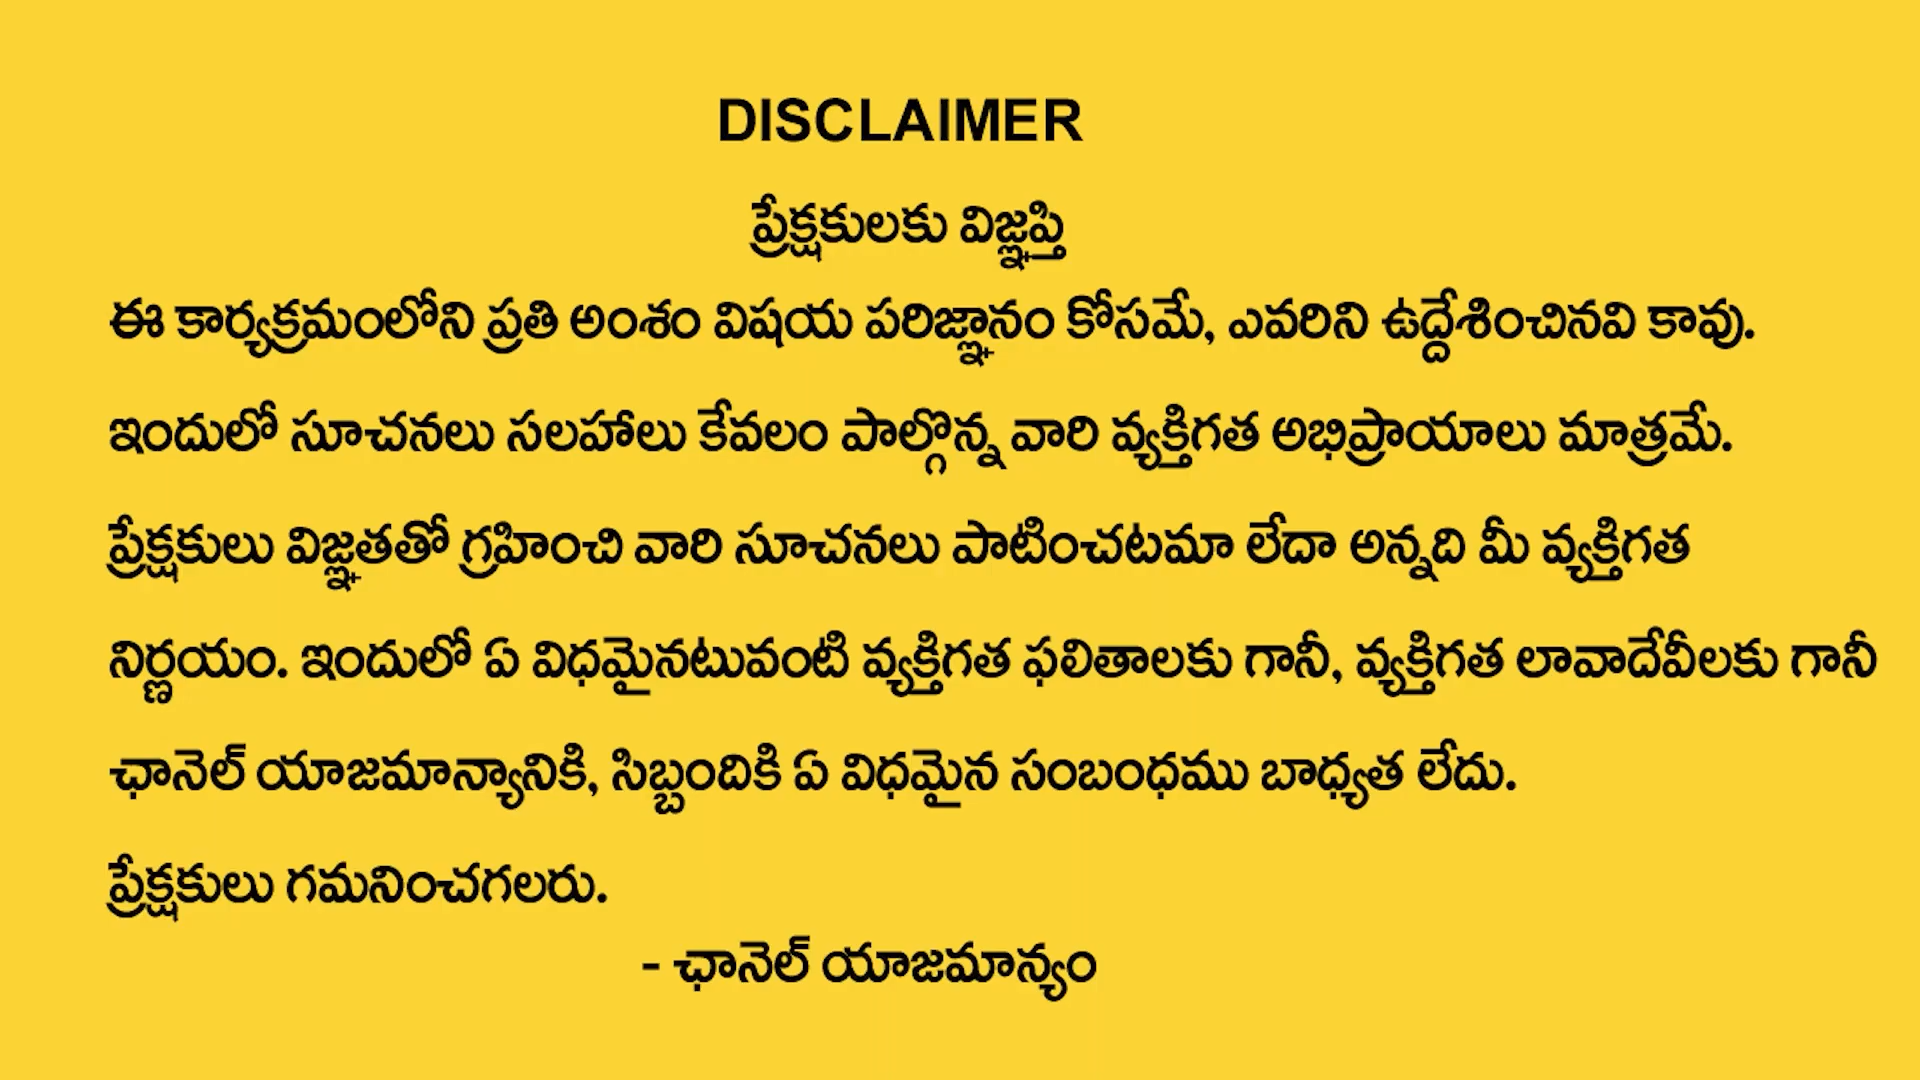 DISCLAIMER
ప్రేక్షకులకు విజ్ఞప్తి
ఈ కార్యక్రమంలోని ప్రతి అంశం విషయ పరిజ్ఞానం కోసమే, ఎవరిని ఉద్దేశించినవి కావు.
ఇందులో సూచనలు సలహాలు కేవలం పాల్గొన్న వారి వ్యక్తిగత అభిప్రాయాలు మాత్రమే.
ప్రేక్షకులు విజ్ఞతతో గ్రహించి వారి సూచనలు పాటించటమా లేదా అన్నది మీ వ్యక్తిగత
నిర్ణయం. ఇందులో ఏ విధమైనటువంటి వ్యక్తిగత ఫలితాలకు గానీ, వ్యక్తిగత లావాదేవీలకు గానీ
ఛానెల్ యాజమాన్యానికి, సిబ్బందికి ఏ విధమైన సంబంధము బాధ్యత లేదు.
ప్రేక్షకులు గమనించగలరు.
- ఛానెల్ యాజమాన్యం